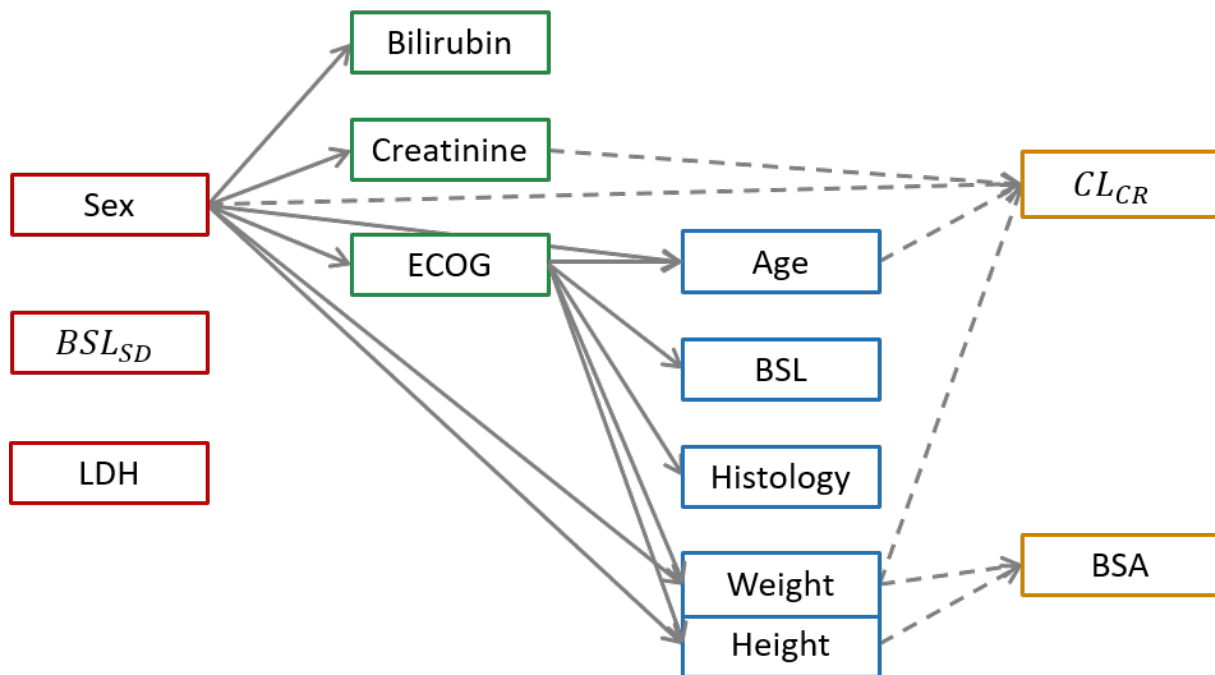 Bilirubin
Creatinine
Sex
CL_CR
ECOG
Age
BSL_SD
BSL
LDH
Histology
Weight
BSA
Height